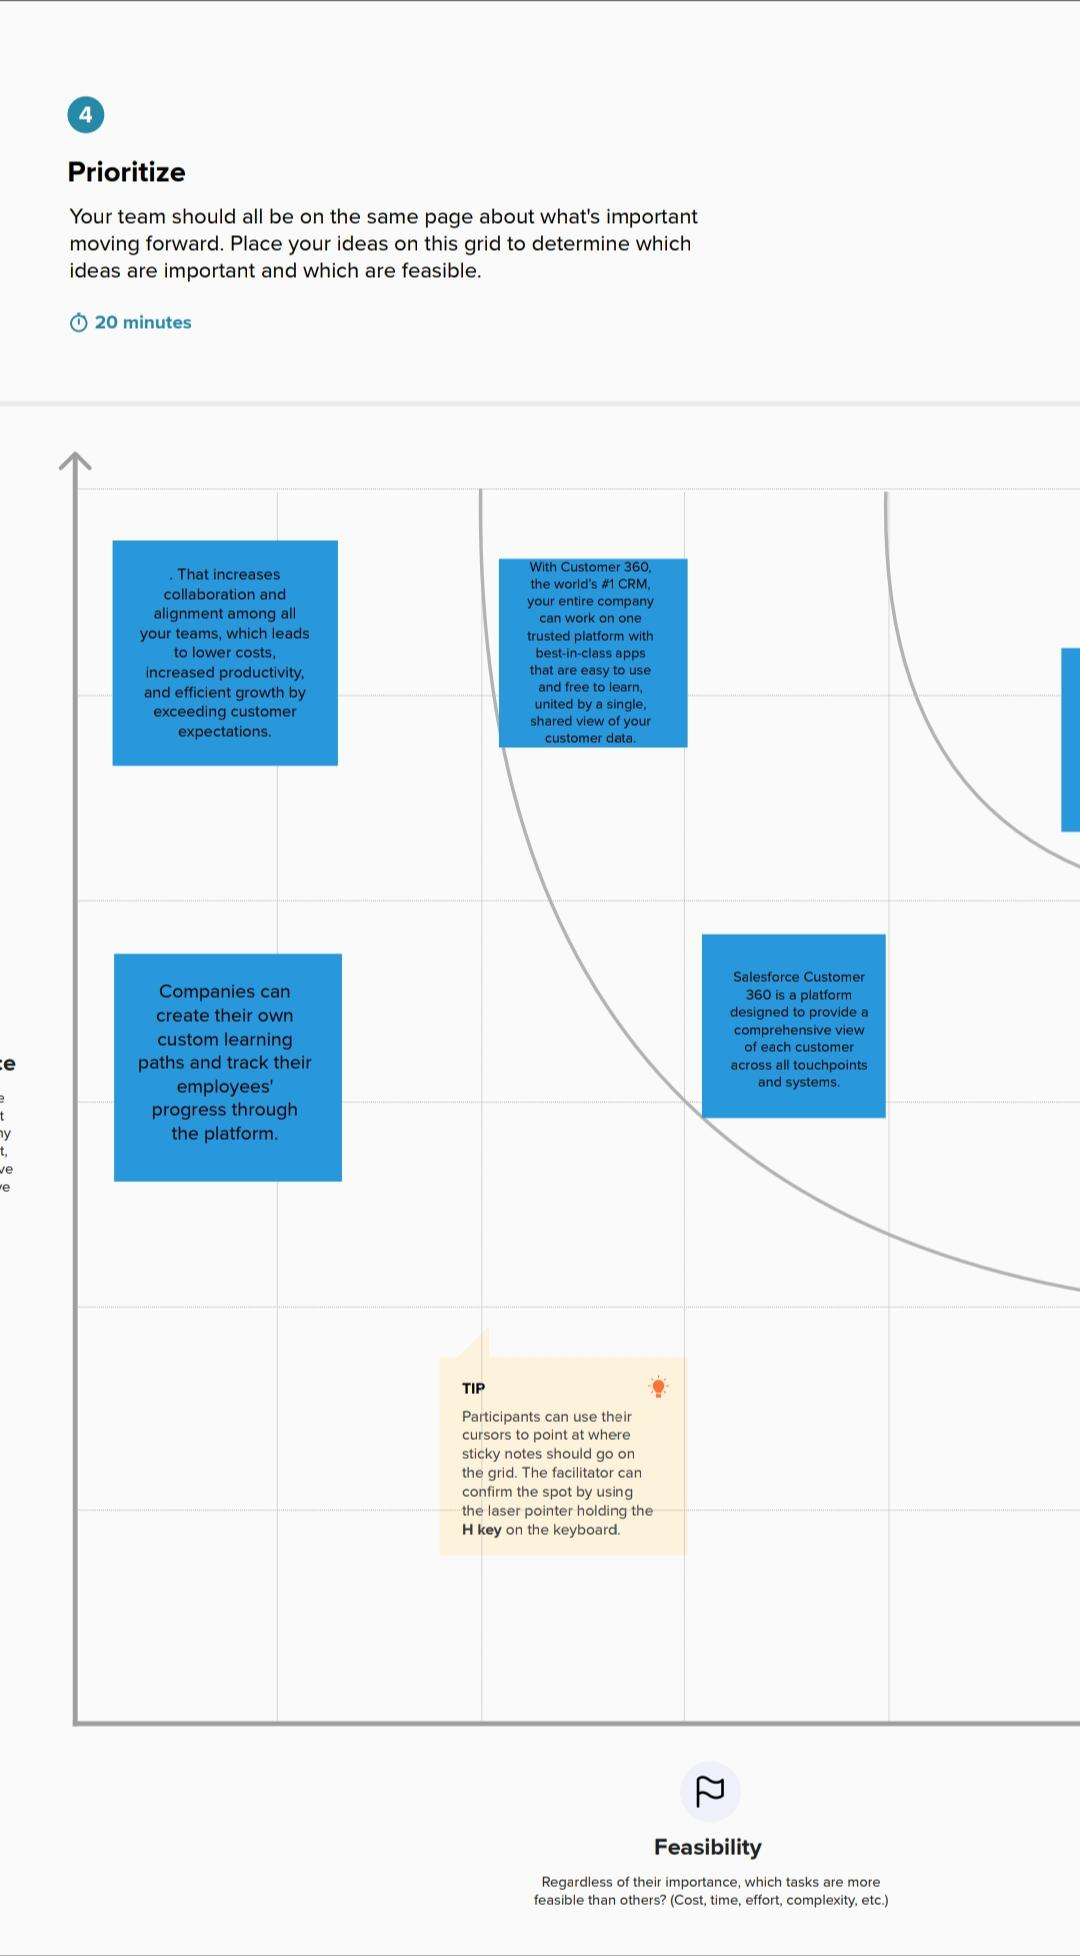 4
Prioritize
Your team should all be on the same page about what's important
moving forward. Place your ideas on this grid to determine which
ideas are important and which are feasible.
20 minutes
. That increases
collaboration and
alignment among all
your teams, which leads
to lower costs,
increased productivity,
and efficient growth by
exceeding customer
expectations.
With Customer 360,
the world's #1 CRM,
your entire company
can work on one
trusted platform with
best-in-class apps
that are easy to use
and free to learn,
united by a single,
shared view of your
customer data.
Companies can
create their own
custom learning
paths and track their
employees'
progress through
the platform.
Salesforce Customer
360 is a platform
designed to provide a
comprehensive view
of each customer
across all touchpoints
and systems.
TIP
Participants can use their
cursors to point at where
sticky notes should go on
the grid. The facilitator can
confirm the spot by using
the laser pointer holding the
H key on the keyboard.
Feasibility
Regardless of their importance, which tasks are more
feasible than others? (Cost, time, effort, complexity, etc.)